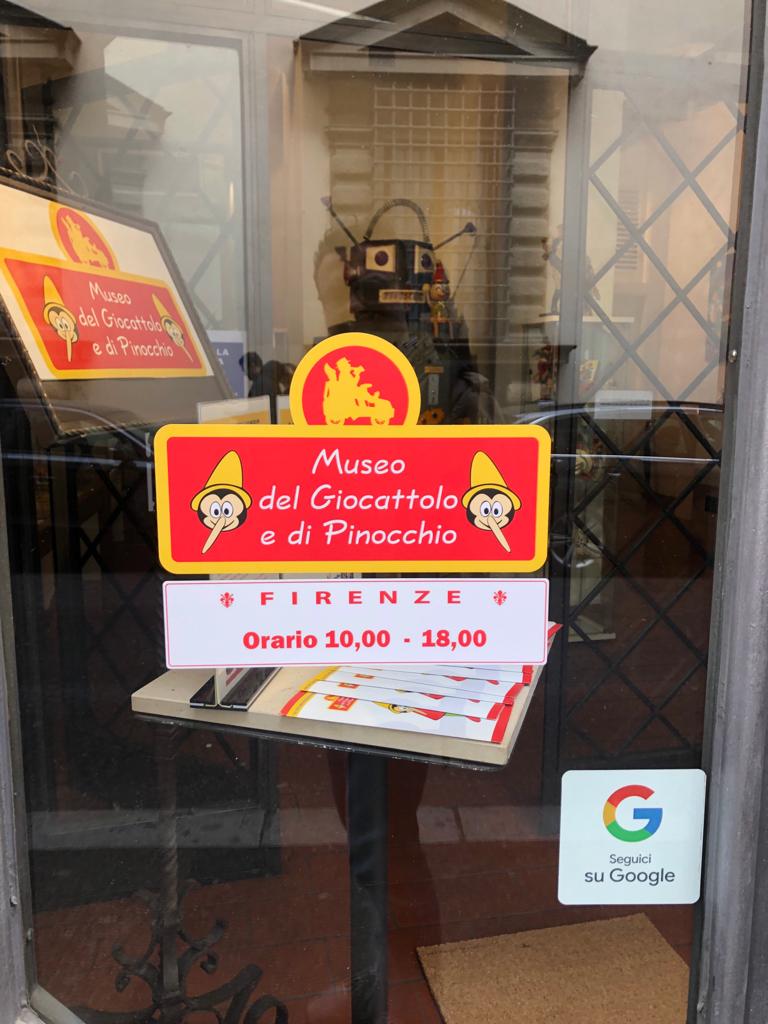 Museo
del Giocattolo
e di Pinocchio
Museo
del Giocattolo
e di Pinocchio
FIRENZE
Orario 10,00 - 18,00
G
Seguici
su Google